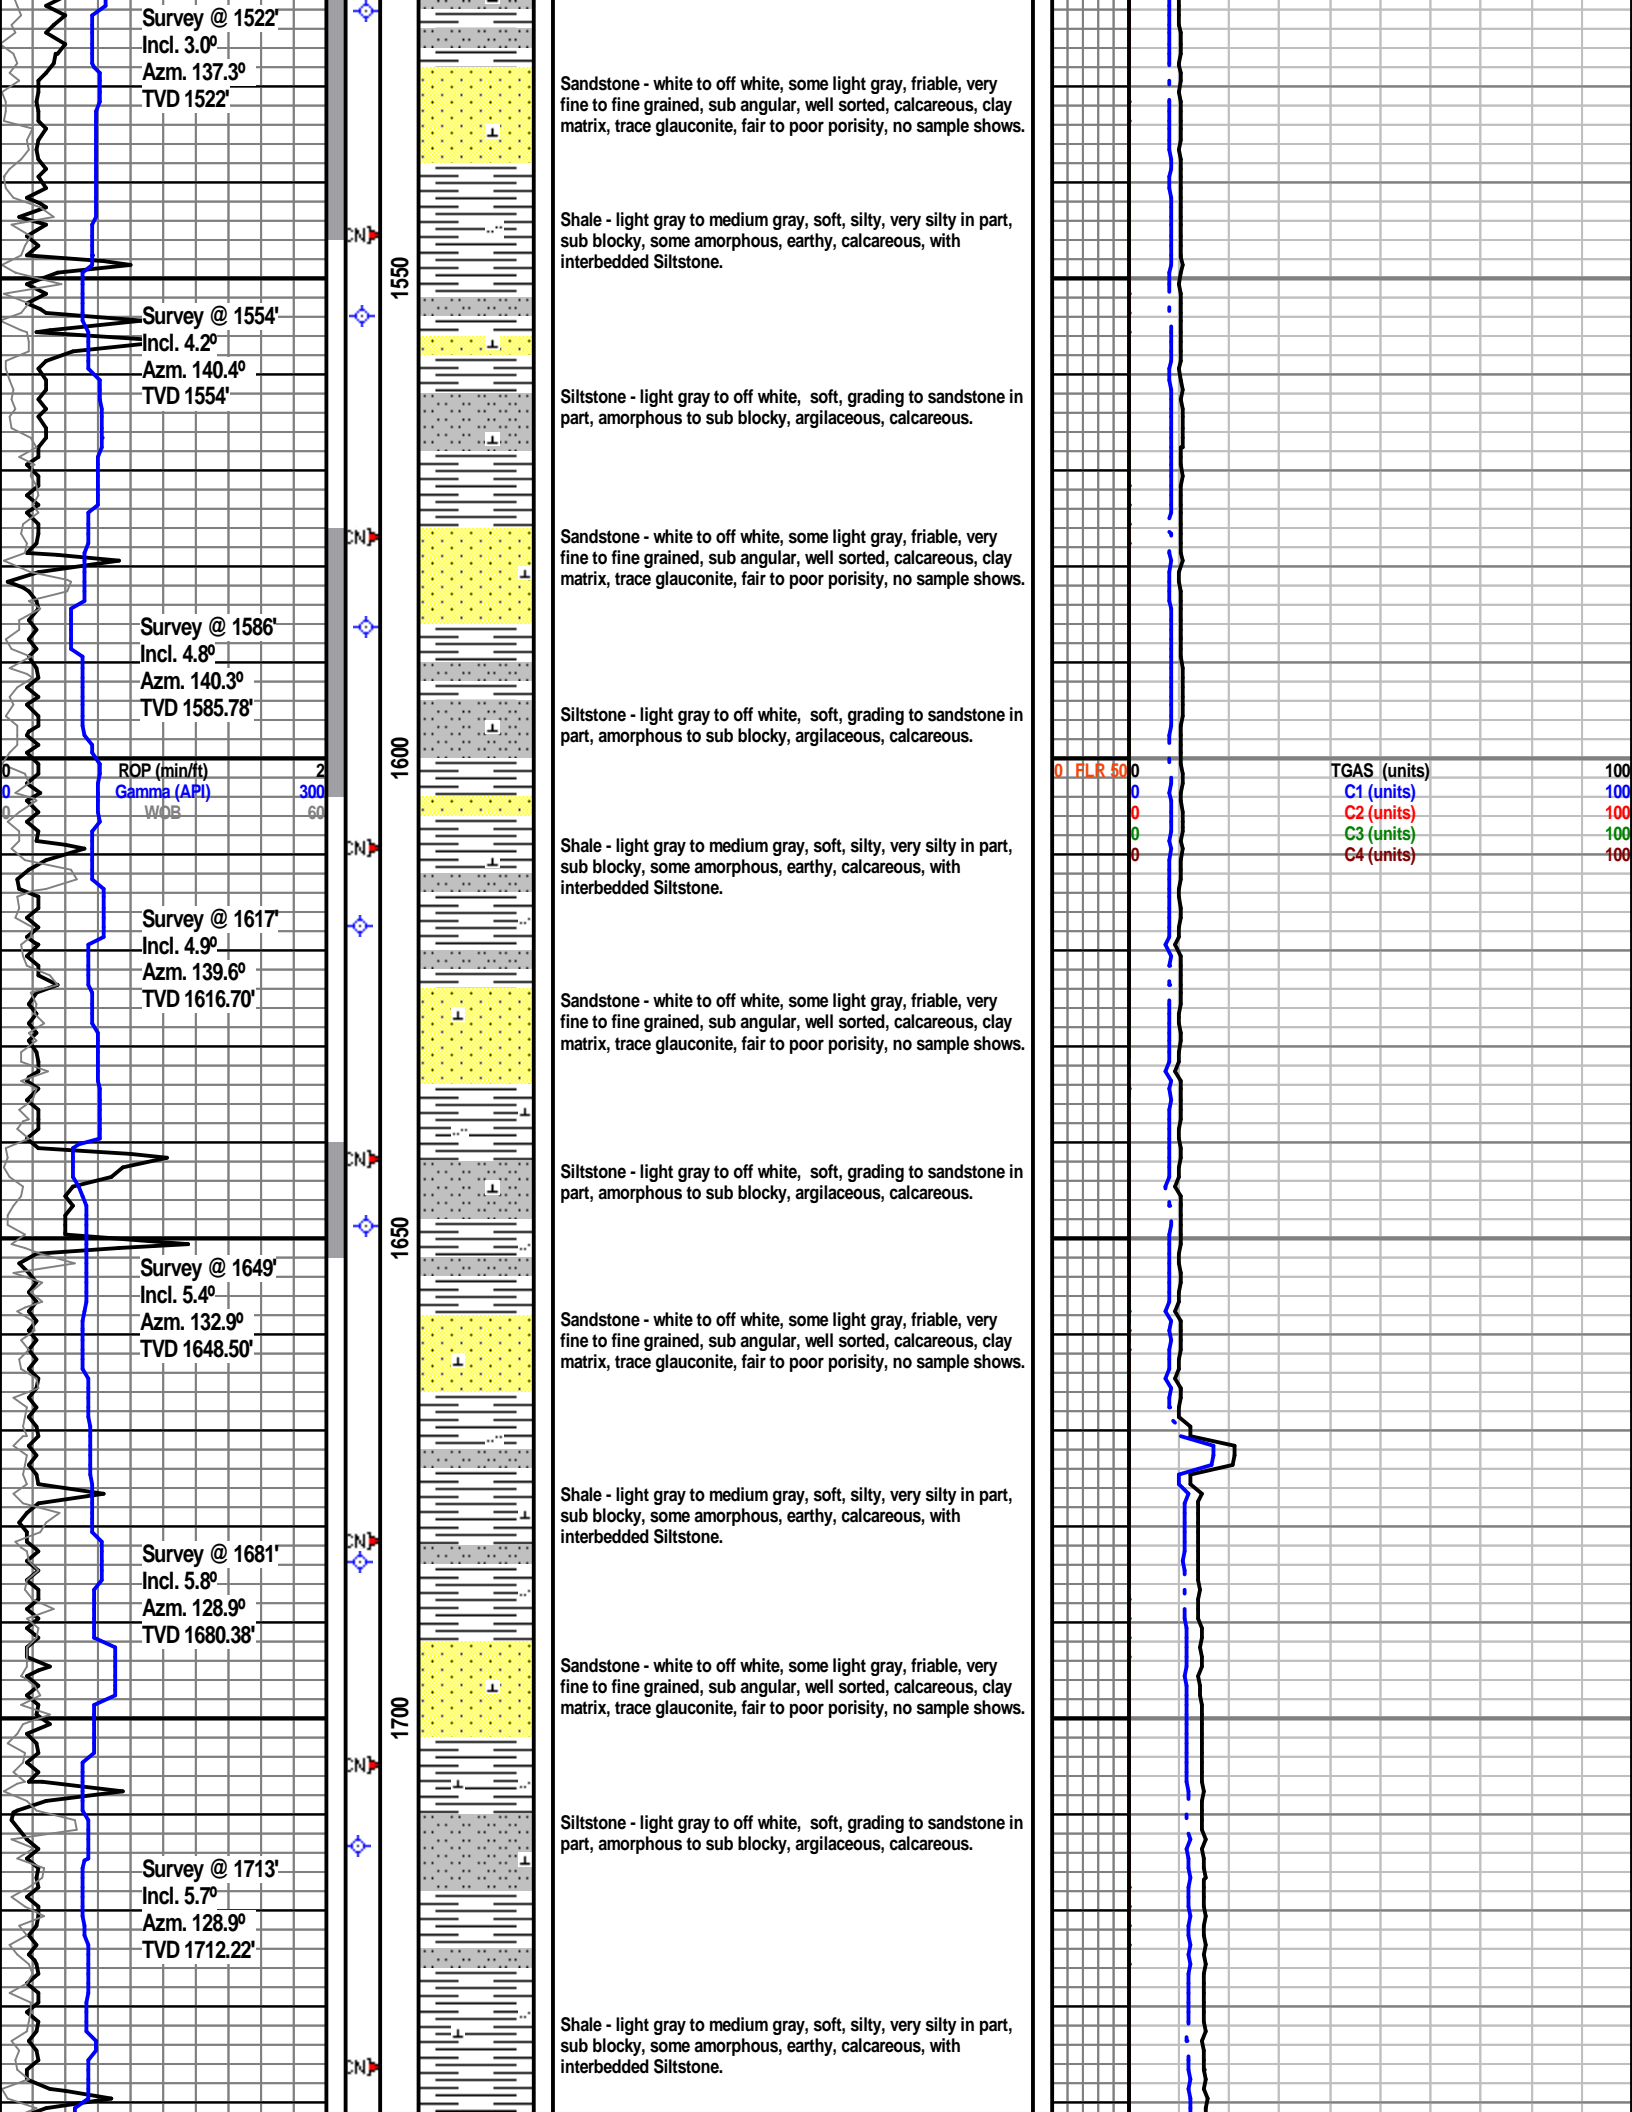 Survey @ 1522'
Incl. 3.0º
Azm. 137.3º
TVD 1522'
Sandstone - white to off white, some light gray, friable, very
fine to fine grained, sub angular, well sorted, calcareous, clay
matrix, trace glauconite, fair to poor porisity, no sample shows.
Shale - light gray to medium gray, soft, silty, very silty in part,
sub blocky, some amorphous, earthy, calcareous, with
interbedded Siltstone.
CN]
1550
Survey @ 1554'
Incl. 4.2º
Azm. 140.4º
TVD 1554'
Siltstone - light gray to off white,  soft, grading to sandstone in
part, amorphous to sub blocky, argilaceous, calcareous.
CN]
Sandstone - white to off white, some light gray, friable, very
fine to fine grained, sub angular, well sorted, calcareous, clay
matrix, trace glauconite, fair to poor porisity, no sample shows.
Survey @ 1586'
Incl. 4.8º
Azm. 140.3º
TVD 1585.78'
Siltstone - light gray to off white,  soft, grading to sandstone in
part, amorphous to sub blocky, argilaceous, calcareous.
1600
0 ROP (min/ft) 2
0 Gamma (API) 300
0 WOB 60
0 FLR 50
0 TGAS (units) 100
0 C1 (units) 100
0 C2 (units) 100
0 C3 (units) 100
0 C4 (units) 100
CN]
Shale - light gray to medium gray, soft, silty, very silty in part,
sub blocky, some amorphous, earthy, calcareous, with
interbedded Siltstone.
Survey @ 1617'
Incl. 4.9º
Azm. 139.6º
TVD 1616.70'
Sandstone - white to off white, some light gray, friable, very
fine to fine grained, sub angular, well sorted, calcareous, clay
matrix, trace glauconite, fair to poor porisity, no sample shows.
CN]
Siltstone - light gray to off white,  soft, grading to sandstone in
part, amorphous to sub blocky, argilaceous, calcareous.
1650
Survey @ 1649'
Incl. 5.4º
Azm. 132.9º
TVD 1648.50'
Sandstone - white to off white, some light gray, friable, very
fine to fine grained, sub angular, well sorted, calcareous, clay
matrix, trace glauconite, fair to poor porisity, no sample shows.
Shale - light gray to medium gray, soft, silty, very silty in part,
sub blocky, some amorphous, earthy, calcareous, with
interbedded Siltstone.
CN]
Survey @ 1681'
Incl. 5.8º
Azm. 128.9º
TVD 1680.38'
Sandstone - white to off white, some light gray, friable, very
fine to fine grained, sub angular, well sorted, calcareous, clay
matrix, trace glauconite, fair to poor porisity, no sample shows.
1700
CN]
Siltstone - light gray to off white,  soft, grading to sandstone in
part, amorphous to sub blocky, argilaceous, calcareous.
Survey @ 1713'
Incl. 5.7º
Azm. 128.9º
TVD 1712.22'
Shale - light gray to medium gray, soft, silty, very silty in part,
sub blocky, some amorphous, earthy, calcareous, with
interbedded Siltstone.
CN]